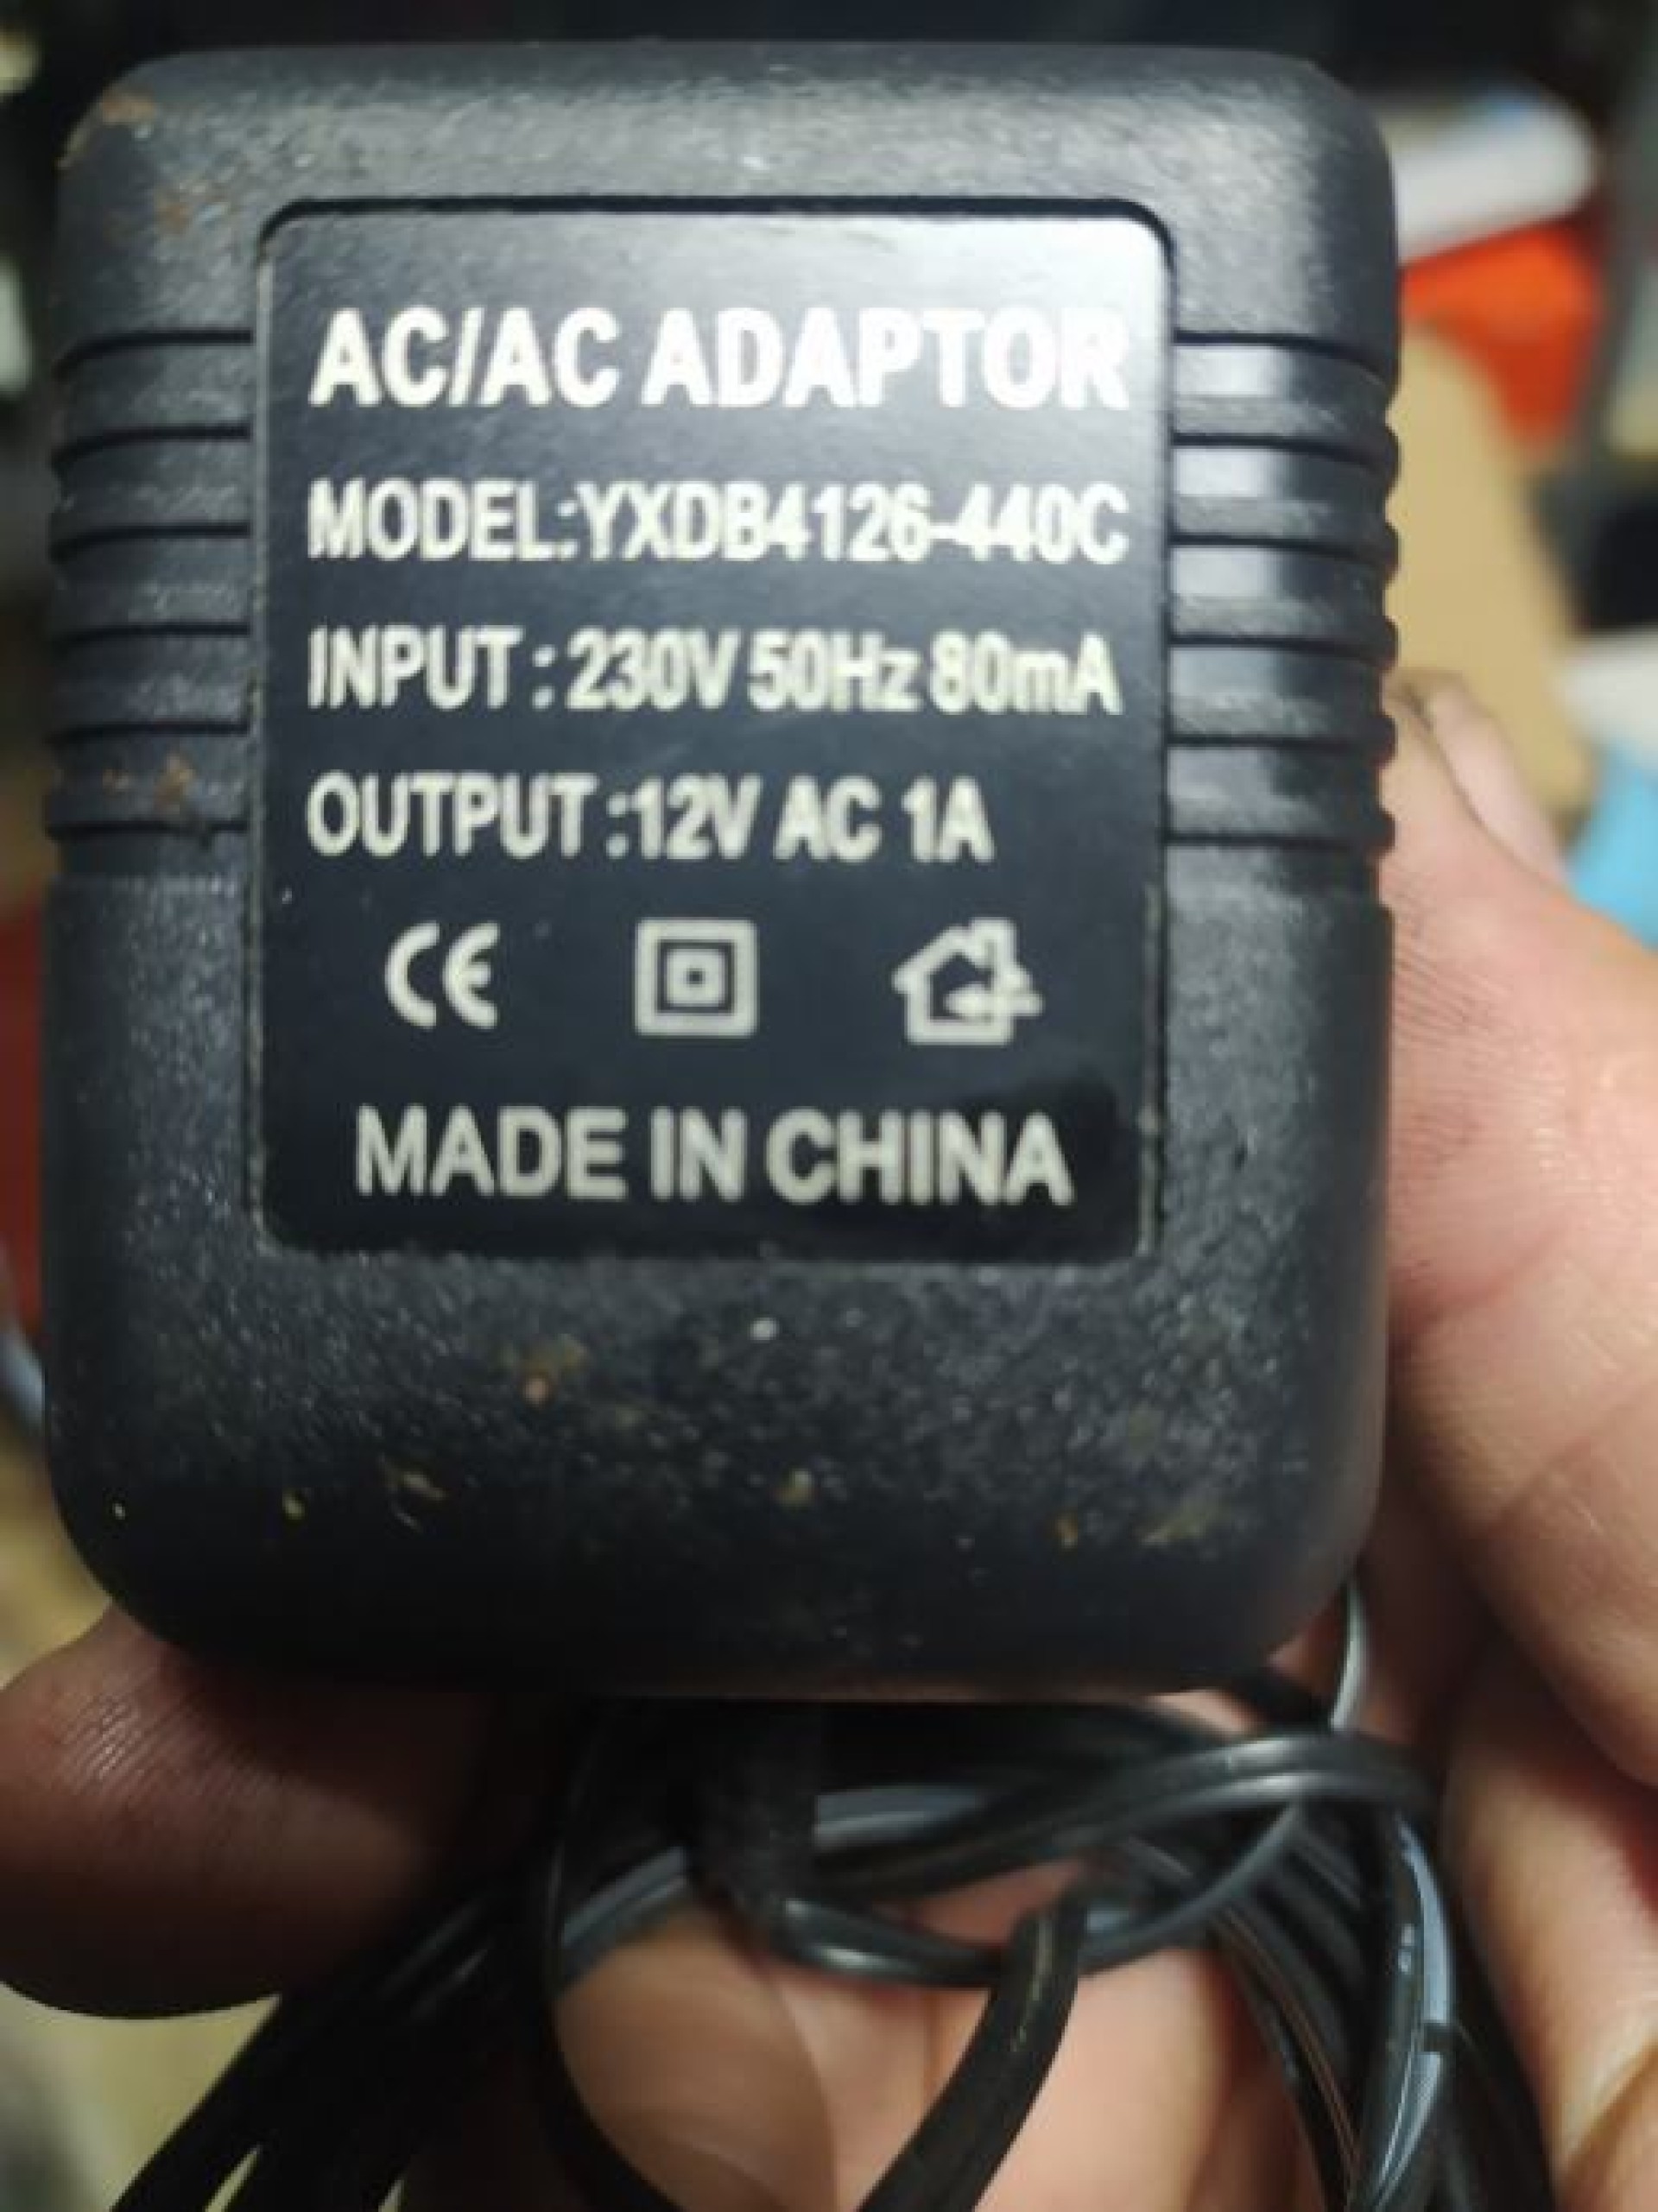 AC/AC ADAPTOR
MODEL:YXDB4126-440C
INPUT : 230V 50Hz 80mA
OUTPUT :12V AC 1A
CE
MADE IN CHINA